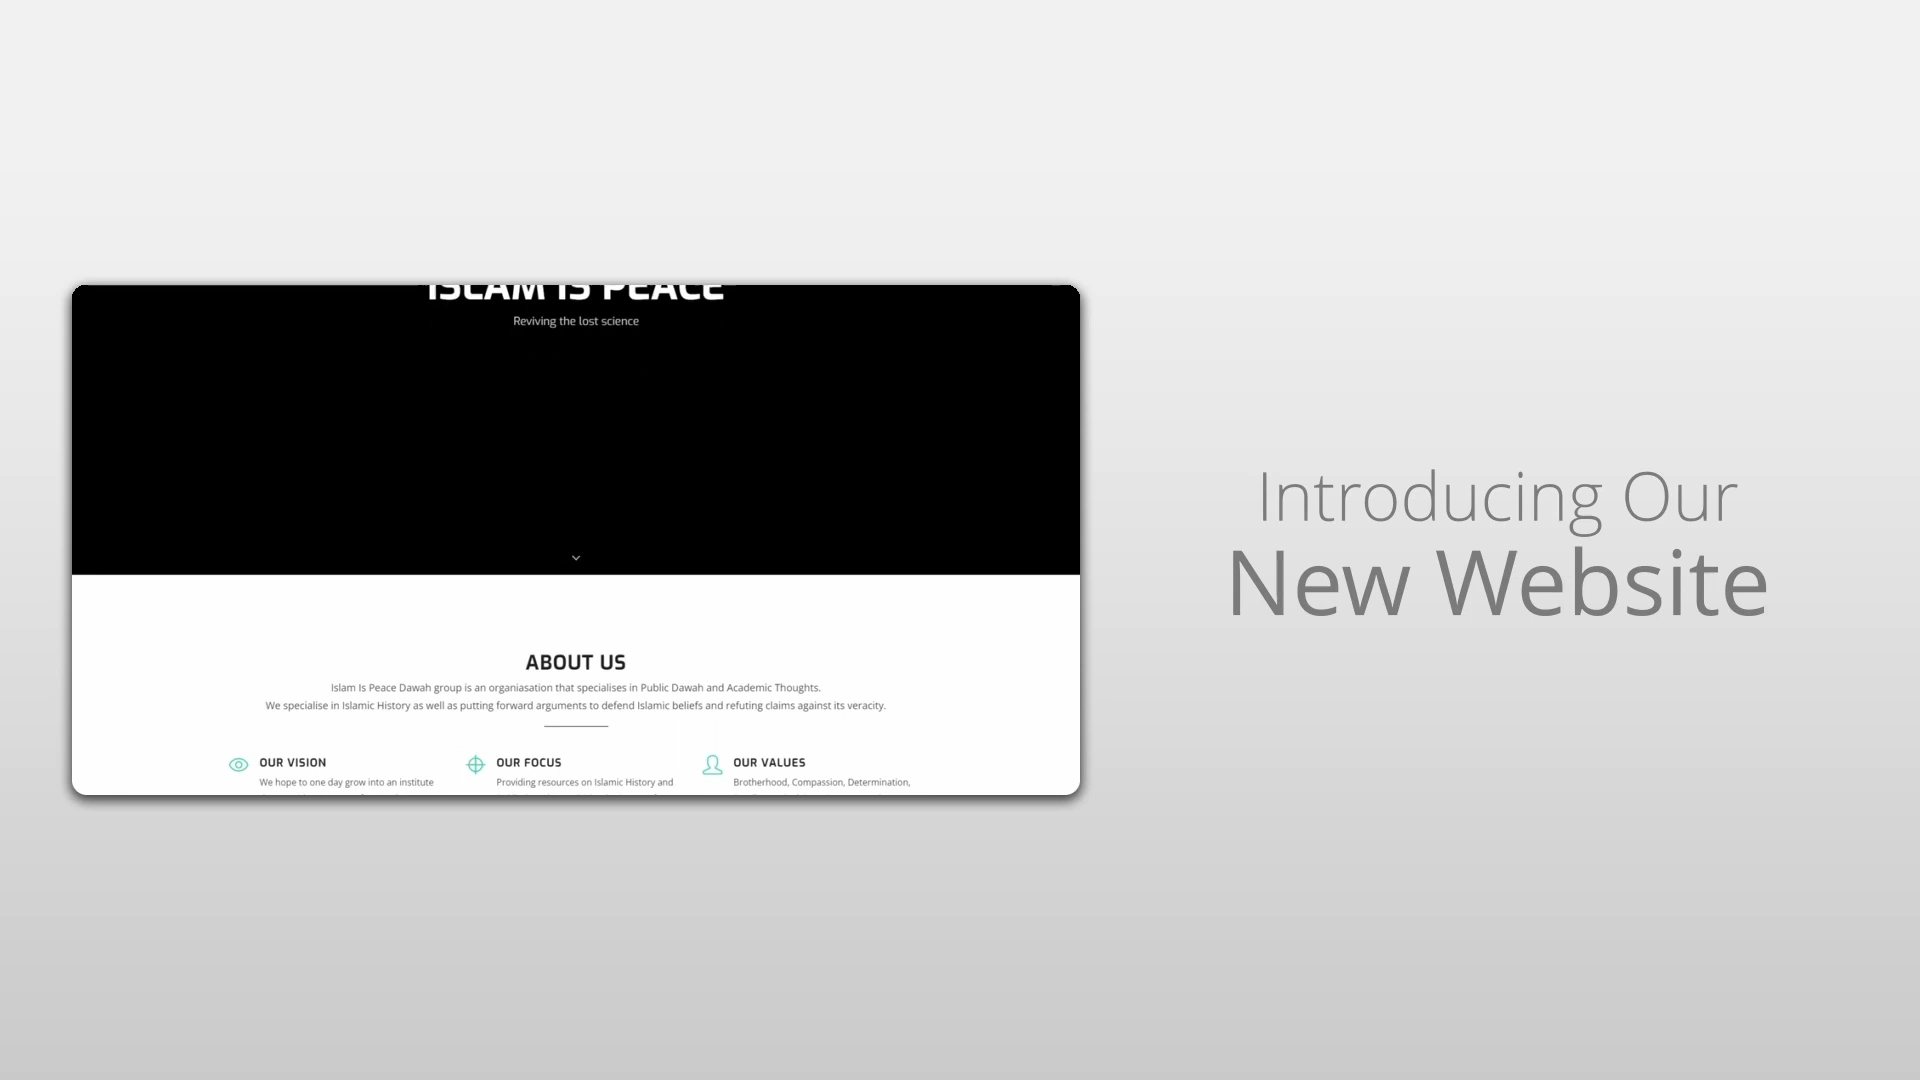 ISLAM IS PEACE
Reviving the lost science
Introducing Our
New Website
ABOUT US
Islam Is Peace Dawah group is an organiasation that specialises in Public Dawah and Academic Thoughts.
We specialise in Islamic History as well as putting forward arguments to defend Islamic beliefs and refuting claims against its veracity.
OUR VISION
We hope to one day grow into an institute
OUR FOCUS
Providing resources on Islamic History and
OUR VALUES
Brotherhood, Compassion, Determination,